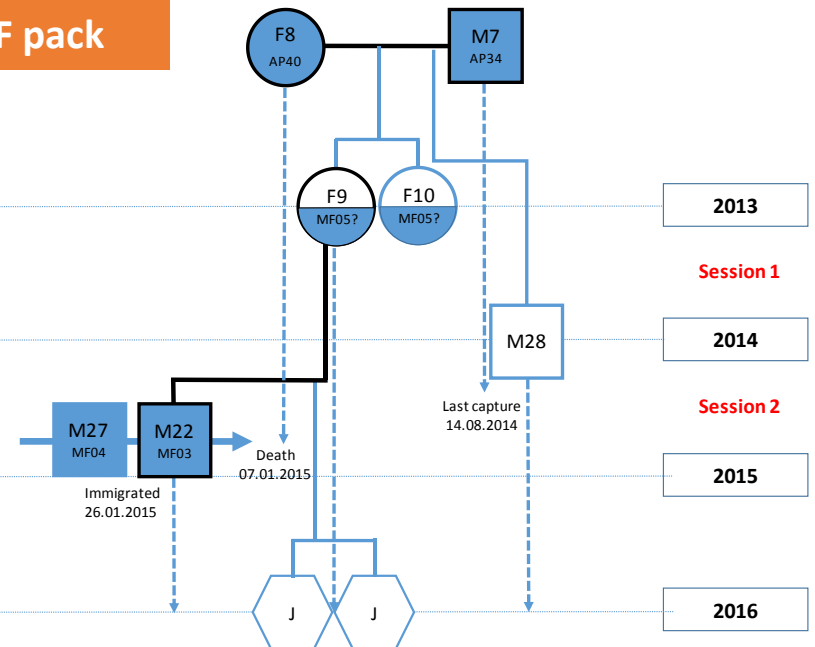 F pack
F8
AP40
M7
AP34
F9
MF05?
F10
MF05?
2013
Session 1
M28
2014
Last capture
14.08.2014
Session 2
M27
MF04
M22
MF03
Death
07.01.2015
2015
Immigrated
26.01.2015
J
J
2016